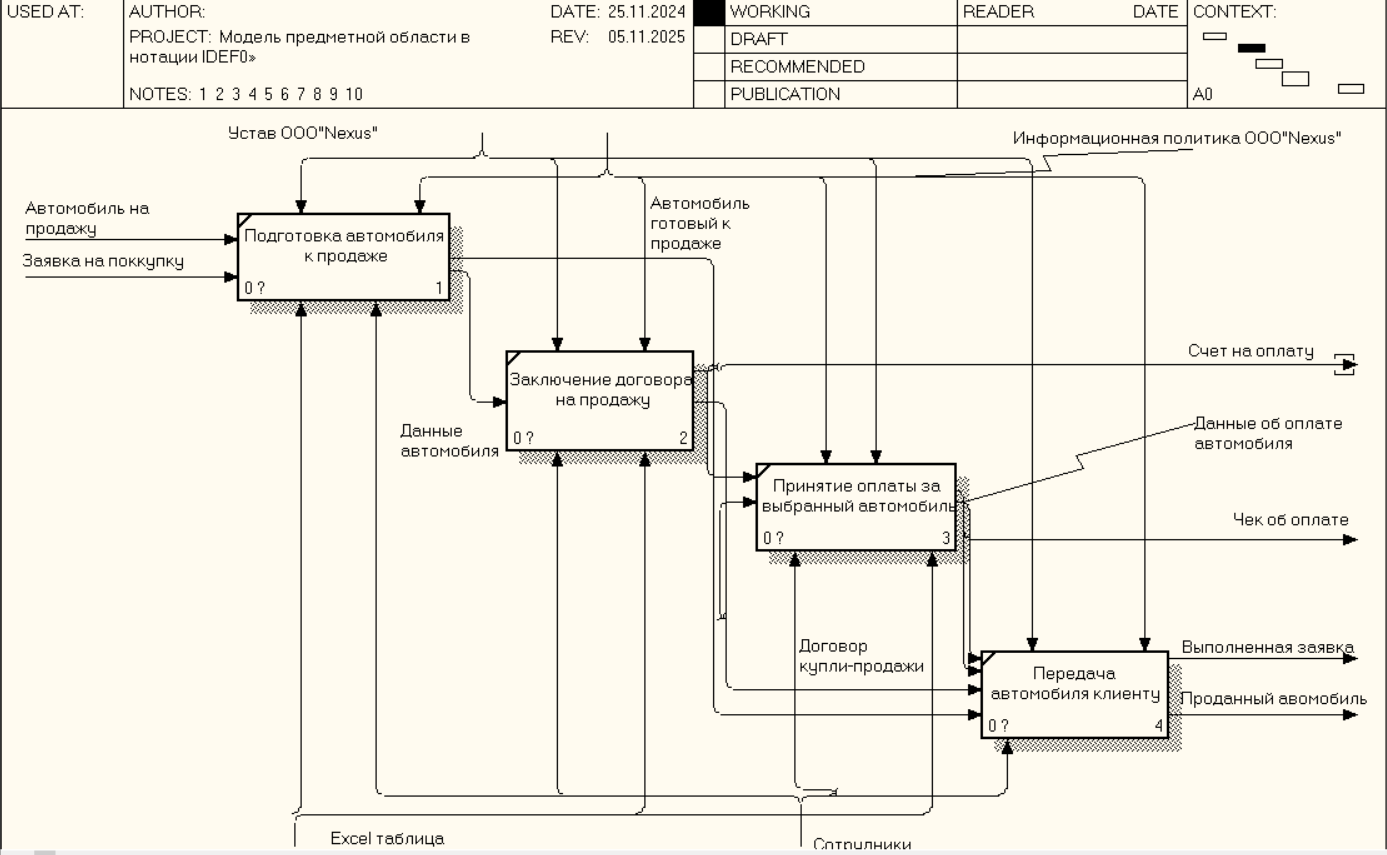 USED AT:
AUTHOR:
DATE: 25.11.2024
PROJECT: Модель предметной области в
нотации IDEF0»
REV: 05.11.2025
NOTES: 1 2 3 4 5 6 7 8 9 10
WORKING
DRAFT
RECOMMENDED
PUBLICATION
READER
DATE
CONTEXT:
A0
Устав ООО"Nexus"
Информационная политика ООО"Nexus"
Автомобиль на
продажу
Заявка на поккупку
Подготовка автомобиля
к продаже
0 ?
1
Автомобиль
готовый к
продаже
Заключение договора
на продажу
0 ?
2
Счет на оплату
Данные
автомобиля
Данные об оплате
автомобиля
Принятие оплаты за
выбранный автомобиль
0 ?
3
Чек об оплате
Договор
купли-продажи
Передача
автомобиля клиенту
0 ?
4
Выполненная заявка
Проданный авомобиль
Excel таблица
Сотрудники